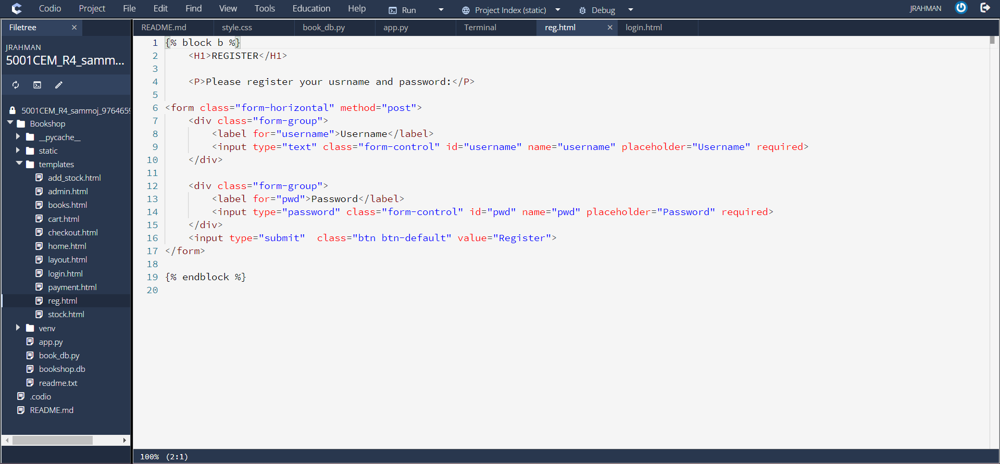 Codio Project File Edit Find View Tools Education Help Run Project Index (static) Debug JRAHMAN
Filetree
README.md style.css book_db.py app.py Terminal reg.html login.html
JRAHMAN
5001CEM_R4_samm...
5001CEM_R4_sammoj_976465
Bookshop
__pycache__
static
templates
add_stock.html
admin.html
books.html
cart.html
checkout.html
home.html
layout.html
login.html
payment.html
reg.html
stock.html
venv
app.py
book_db.py
bookshop.db
readme.txt
.codio
README.md
1 {% block b %}
2 <H1>REGISTER</H1>
3
4 <P>Please register your usrname and password:</P>
5
6 <form class="form-horizontal" method="post">
7 <div class="form-group">
8 <label for="username">Username</label>
9 <input type="text" class="form-control" id="username" name="username" placeholder="Username" required>
10 </div>
11
12 <div class="form-group">
13 <label for="pwd">Password</label>
14 <input type="password" class="form-control" id="pwd" name="pwd" placeholder="Password" required>
15 </div>
16 <input type="submit"  class="btn btn-default" value="Register">
17 </form>
18
19 {% endblock %}
20
100% (2:1)